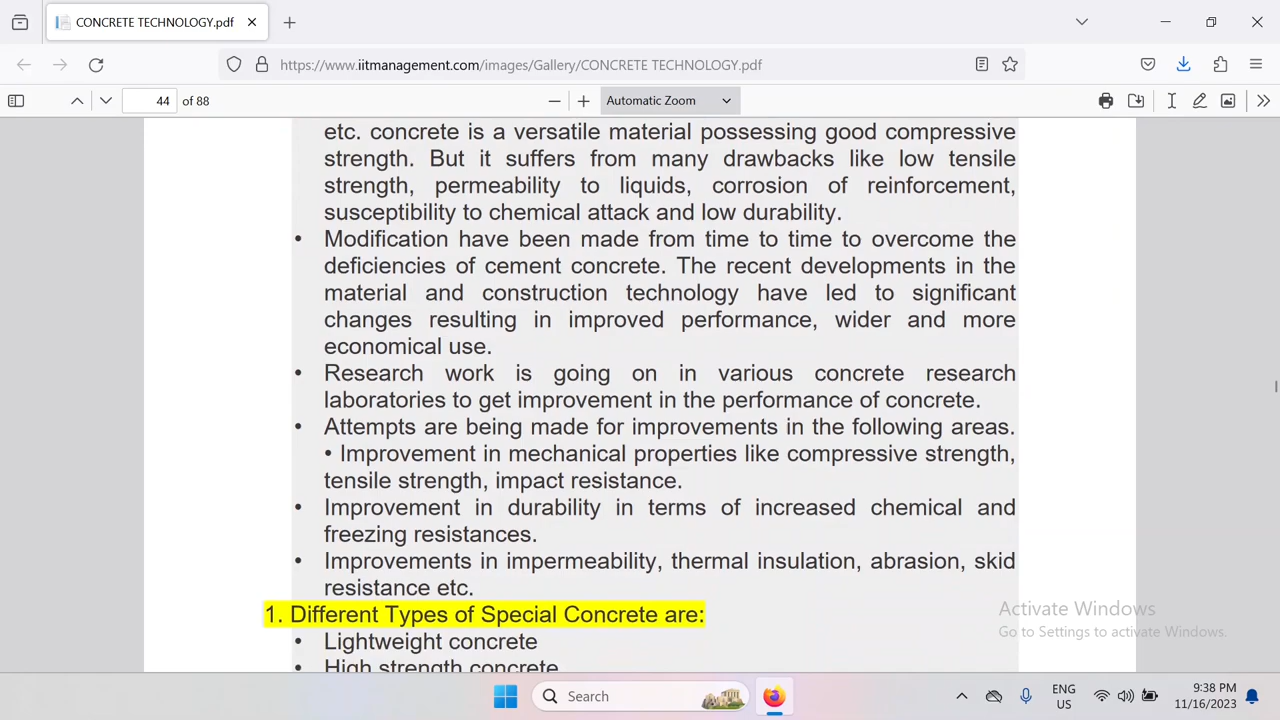 CONCRETE TECHNOLOGY.pdf
https://www.iitmanagement.com/images/Gallery/CONCRETE TECHNOLOGY.pdf
44 of 88
Automatic Zoom
etc. concrete is a versatile material possessing good compressive
strength. But it suffers from many drawbacks like low tensile
strength, permeability to liquids, corrosion of reinforcement,
susceptibility to chemical attack and low durability.
• Modification have been made from time to time to overcome the
deficiencies of cement concrete. The recent developments in the
material and construction technology have led to significant
changes resulting in improved performance, wider and more
economical use.
• Research work is going on in various concrete research
laboratories to get improvement in the performance of concrete.
• Attempts are being made for improvements in the following areas.
• Improvement in mechanical properties like compressive strength,
tensile strength, impact resistance.
• Improvement in durability in terms of increased chemical and
freezing resistances.
• Improvements in impermeability, thermal insulation, abrasion, skid
resistance etc.
1. Different Types of Special Concrete are:
• Lightweight concrete
• High strength concrete
Activate Windows
Go to Settings to activate Windows.
Search
ENG
US
9:38 PM
11/16/2023